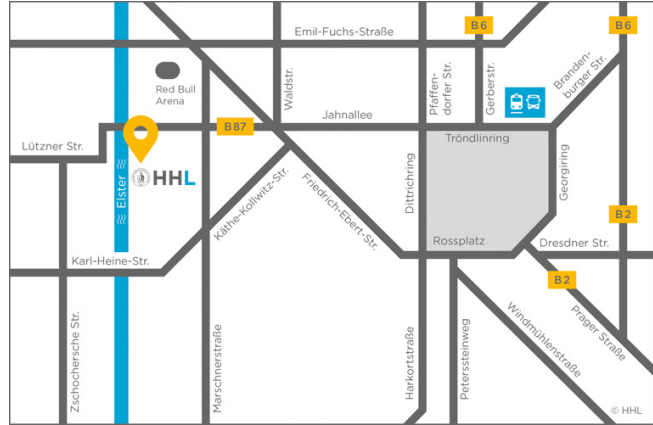 Emil-Fuchs-Straße
B6
B6
Red Bull
Arena
Waldstr.
Pfaffen-
dorfer Str.
Gerberstr.
Branden-
burger Str.
Lützner Str.
B87
Jahnallee
Tröndlinring
HHL
Elster
Käthe-Kollwitz-Str.
Friedrich-Ebert-Str.
Dittrichring
Georgiring
B2
Karl-Heine-Str.
Rossplatz
Dresdner Str.
B2
Zschochersche Str.
Marschnerstraße
Harkortstraße
Peterssteinweg
Windmühlenstraße
Prager Straße
© HHL